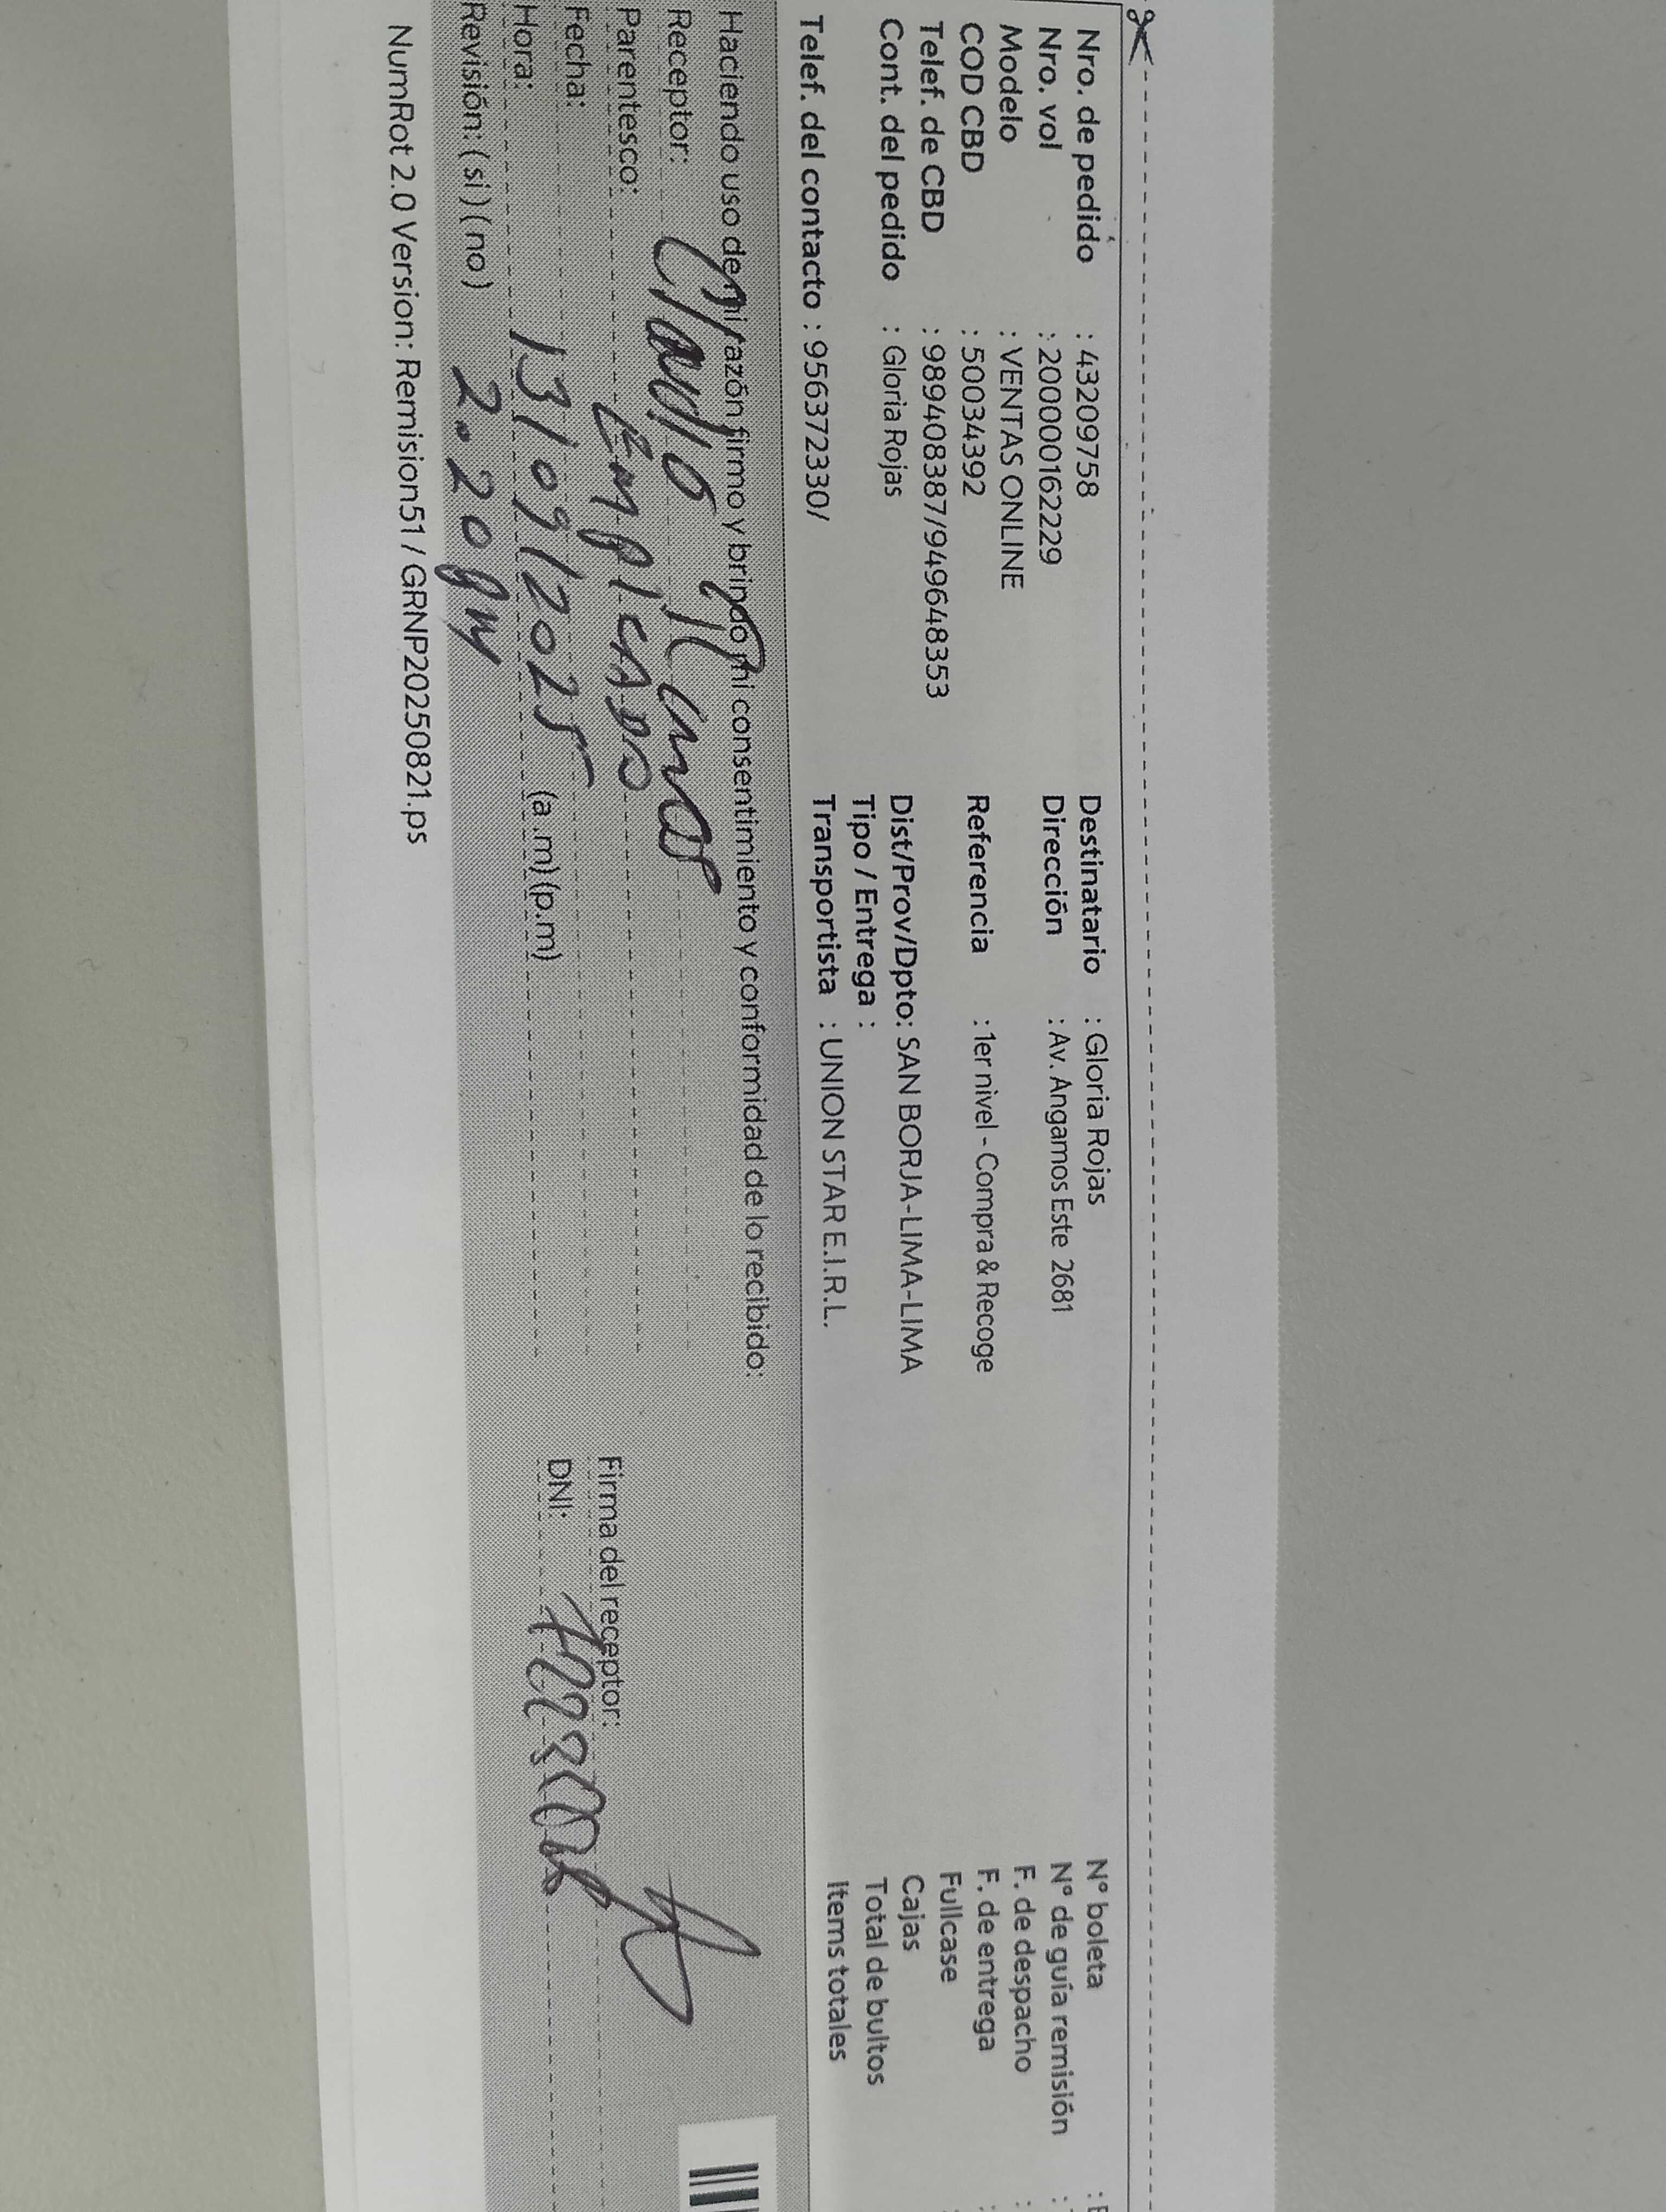 Nro. de pedido : 43209758
Nro. vol : 2000000162229
Modelo : VENTAS ONLINE
COD CBD : 50034392
Telef. de CBD : 989408387/949648353
Cont. del pedido : Gloria Rojas
Telef. del contacto : 956372330/
Destinatario : Gloria Rojas
Dirección : Av. Angamos Este 2681
Referencia : 1er nivel - Compra & Recoge
Dist/Prov/Dpto: SAN BORJA-LIMA-LIMA
Tipo / Entrega :
Transportista : UNION STAR E.I.R.L.
N° boleta :
N° de guía remisión :
F. de despacho :
F. de entrega :
Fullcase :
Cajas
Total de bultos
Items totales
Haciendo uso de mi razón firmo y brindo mi consentimiento y conformidad de lo recibido:
Receptor: Claudio
Parentesco: EMPLEADO
Fecha: 13/09/2025
Hora: 2:20 PM (a.m) (p.m)
Revisión: ( si ) ( no )
Firma del receptor:
DNI:
NumRot 2.0 Version: Remision51 / GRNP20250821.ps